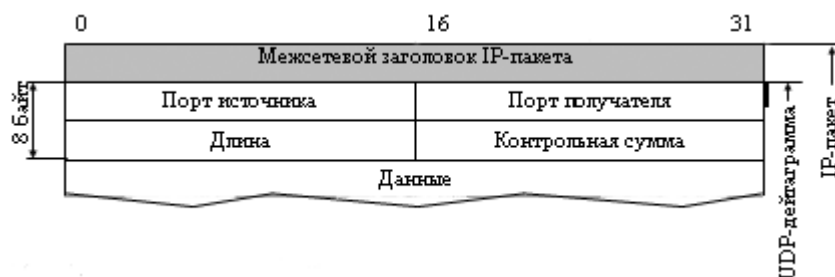 0 16 31
Межсетевой заголовок IP-пакета
Порт источника Порт получателя
Длина Контрольная сумма
Данные
8 байт
UDP-дейтаграмма
IP-пакет